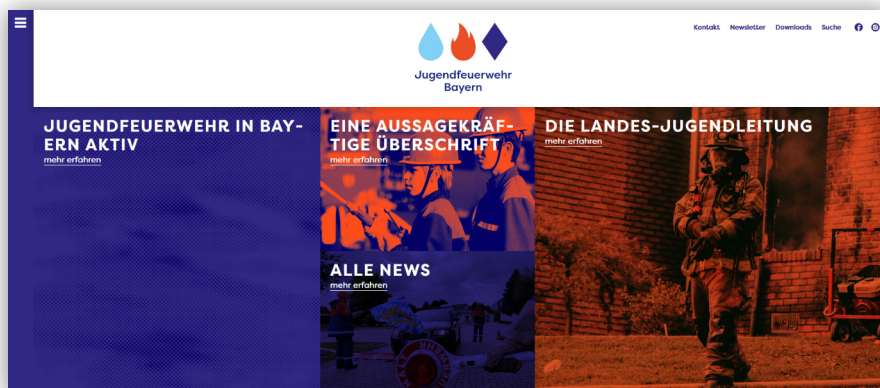 Kontakt Newsletter Downloads Suche
Jugendfeuerwehr
Bayern
JUGENDFEUERWEHR IN BAY-
ERN AKTIV
mehr erfahren
EINE AUSSAGEKRÄF-
TIGE ÜBERSCHRIFT
mehr erfahren
ALLE NEWS
mehr erfahren
DIE LANDES-JUGENDLEITUNG
mehr erfahren